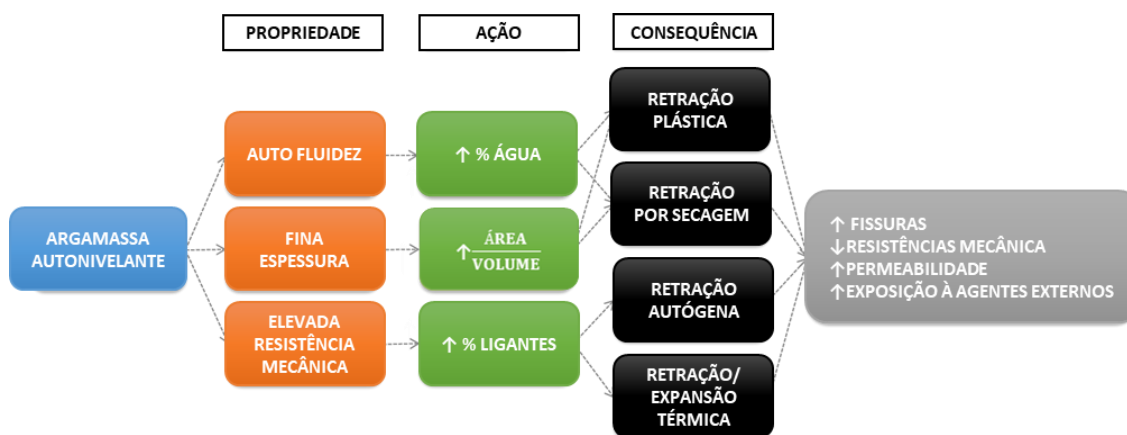 PROPRIEDADE
AÇÃO
CONSEQUÊNCIA
ARGAMASSA
AUTONIVELANTE
AUTO FLUIDEZ
FINA
ESPESSURA
ELEVADA
RESISTÊNCIA
MECÂNICA
↑ % ÁGUA
↑ ÁREA
VOLUME
↑ % LIGANTES
RETRAÇÃO
PLÁSTICA
RETRAÇÃO
POR SECAGEM
RETRAÇÃO
AUTÓGENA
RETRAÇÃO/
EXPANSÃO
TÉRMICA
↑ FISSURAS
↓RESISTÊNCIAS MECÂNICA
↑PERMEABILIDADE
↑EXPOSIÇÃO À AGENTES EXTERNOS